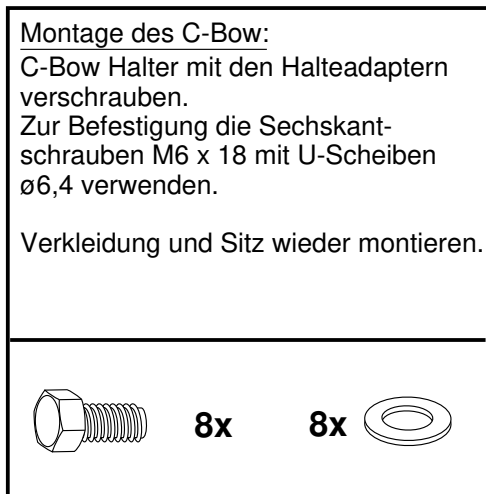 Montage des C-Bow:
C-Bow Halter mit den Halteadaptern
verschrauben.
Zur Befestigung die Sechskant-
schrauben M6 x 18 mit U-Scheiben
ø6,4 verwenden.
Verkleidung und Sitz wieder montieren.
8x 8x